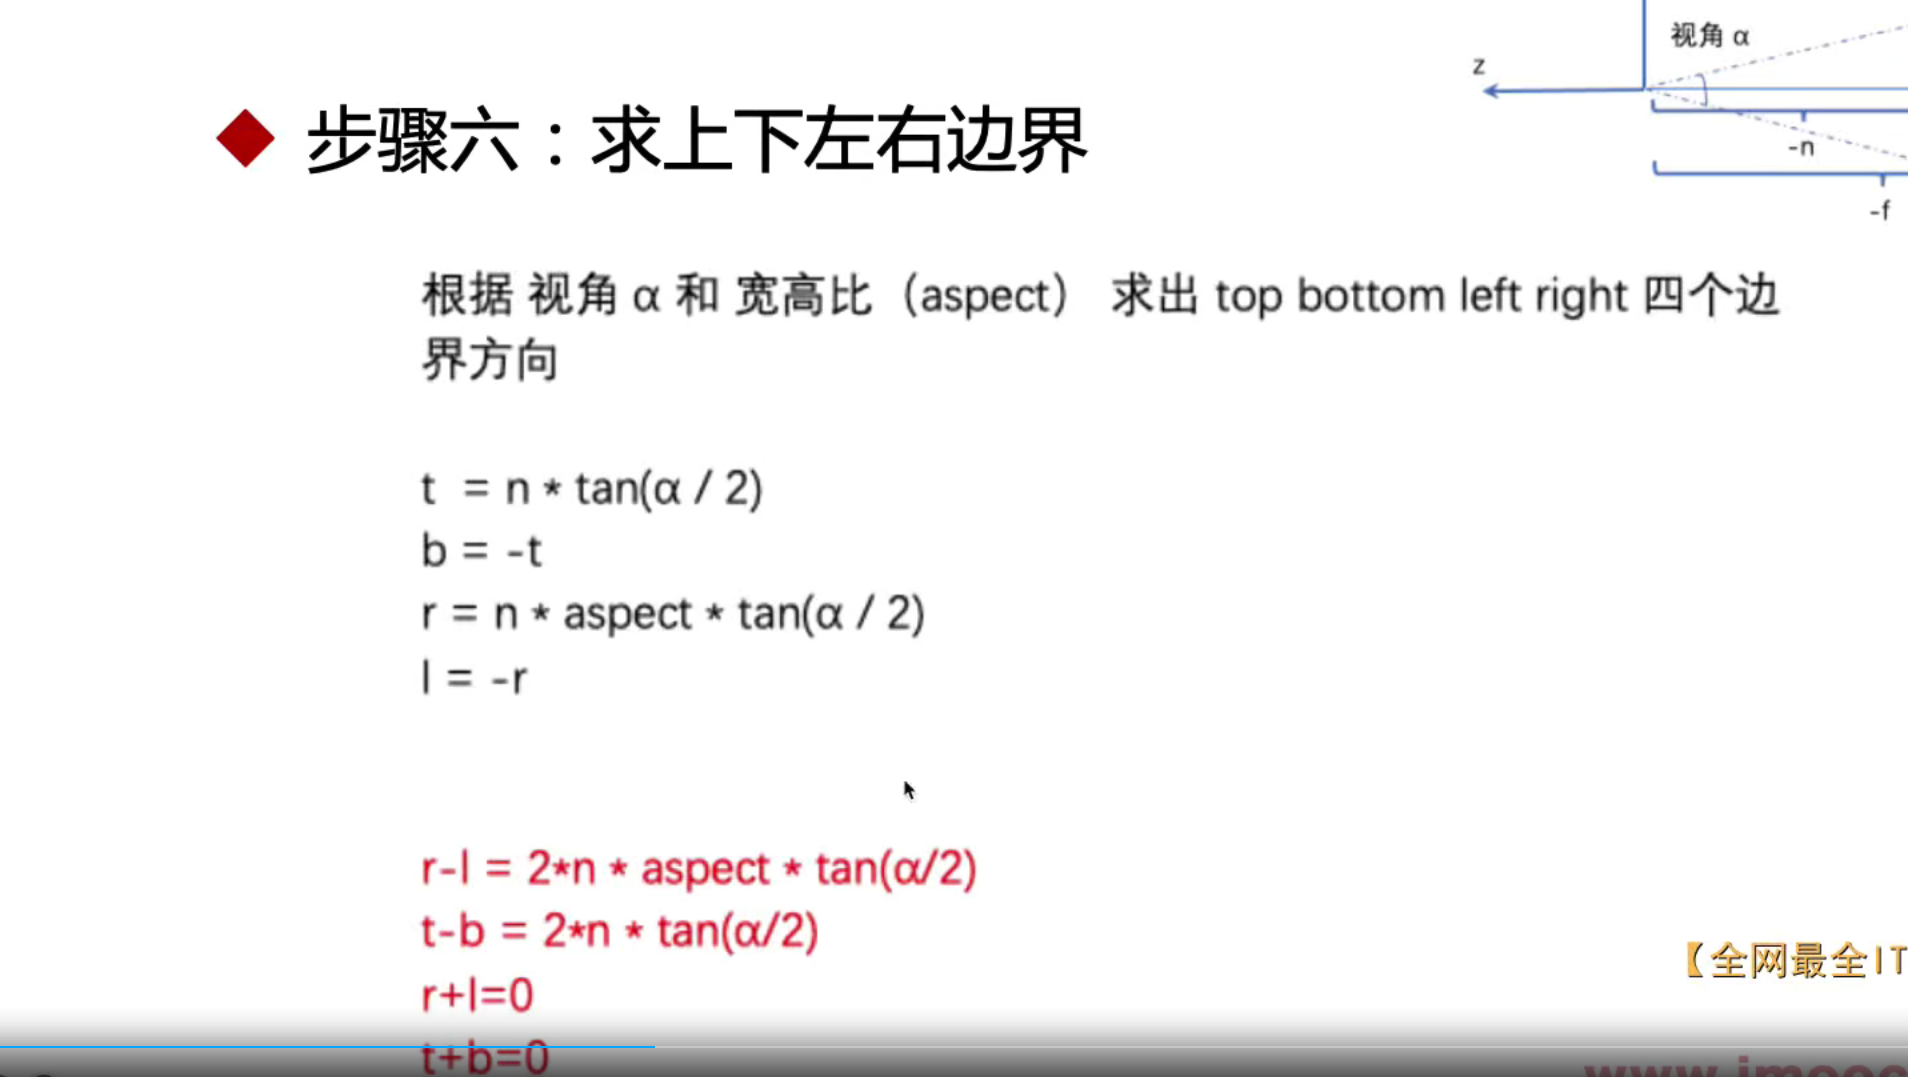 视角 α
z
步骤六：求上下左右边界
-n
-f
根据 视角 α 和 宽高比（aspect） 求出 top bottom left right 四个边
界方向
t = n * tan(α / 2)
b = -t
r = n * aspect * tan(α / 2)
l = -r
r-l = 2*n * aspect * tan(α/2)
t-b = 2*n * tan(α/2)
【全网最全IT
r+l=0
t+b=0
www.imooc